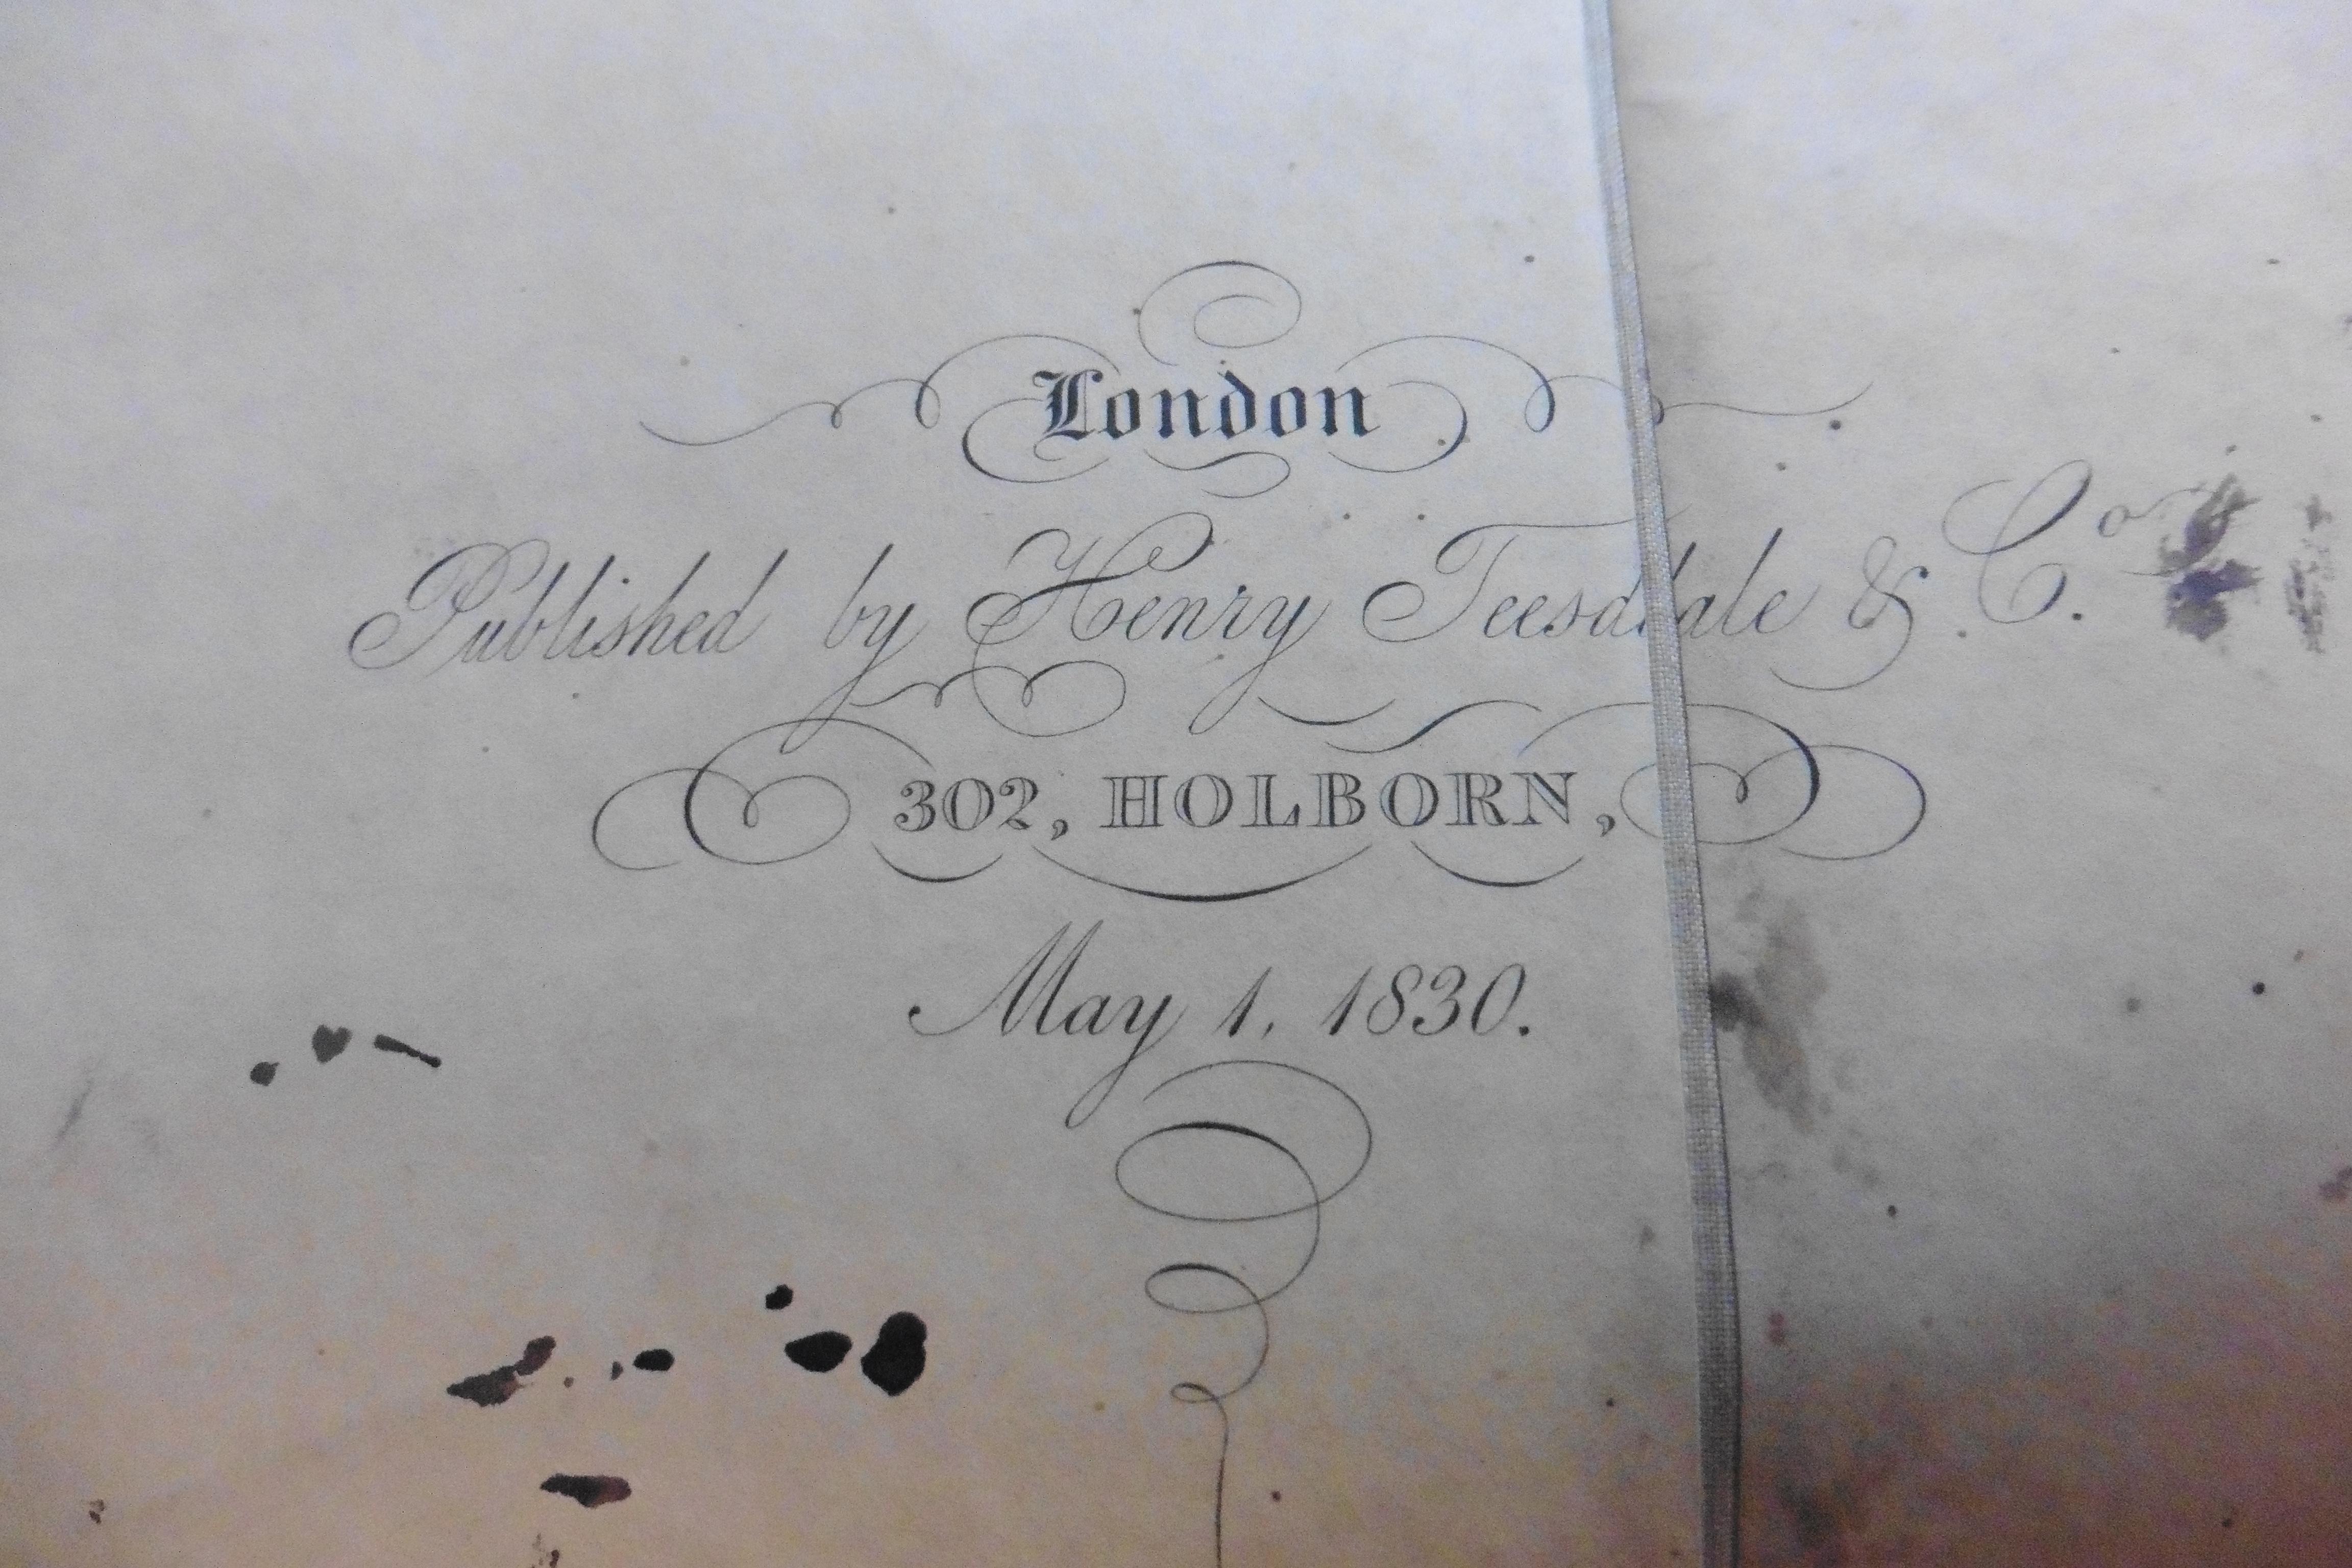 London
Published by Henry Teesdale & Co.
302, HOLBORN,
May 1, 1830.